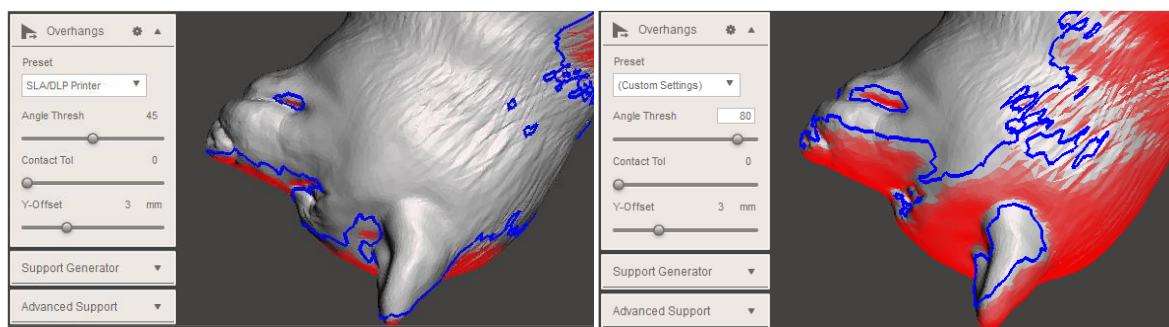 Overhangs
Preset
SLA/DLP Printer
Angle Thresh 45
Contact Tol 0
Y-Offset 3 mm
Support Generator
Advanced Support
Overhangs
Preset
(Custom Settings)
Angle Thresh 80
Contact Tol 0
Y-Offset 3 mm
Support Generator
Advanced Support